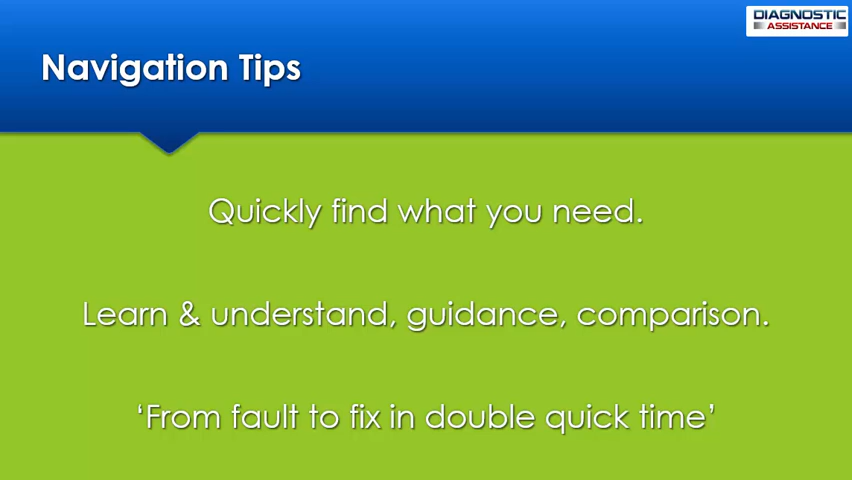 DIAGNOSTIC
ASSISTANCE
Navigation Tips
Quickly find what you need.
Learn & understand, guidance, comparison.
‘From fault to fix in double quick time’